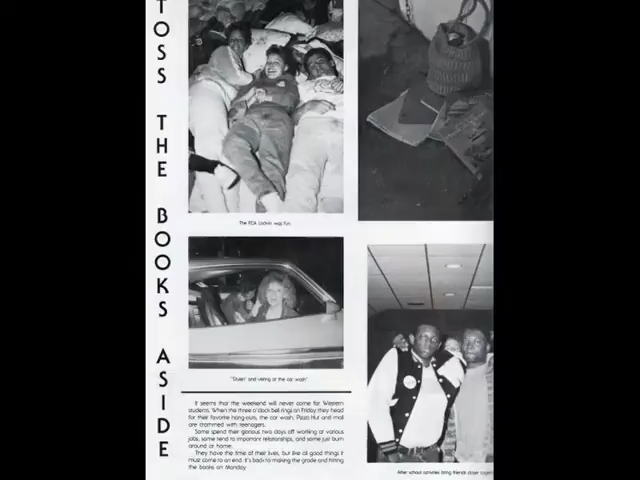 TOSS THE BOOKS ASIDE
The FCA Lock-in was fun.
"Stylen" and viening at the car wash"
It seems that the weekend will never come for Western
students. When the three o'clock bell rings on Friday they head
for their favorite hang-outs, the car wash, Pizza Hut and mall
are crammed with teenagers.
Some spend their glorious two days off working at various
jobs, some tend to important relationships, and some just bum
around at home.
They have the time of their lives, but like all good things it
must come to an end. It's back to making the grade and hitting
the books on Monday.
After school activities bring friends closer